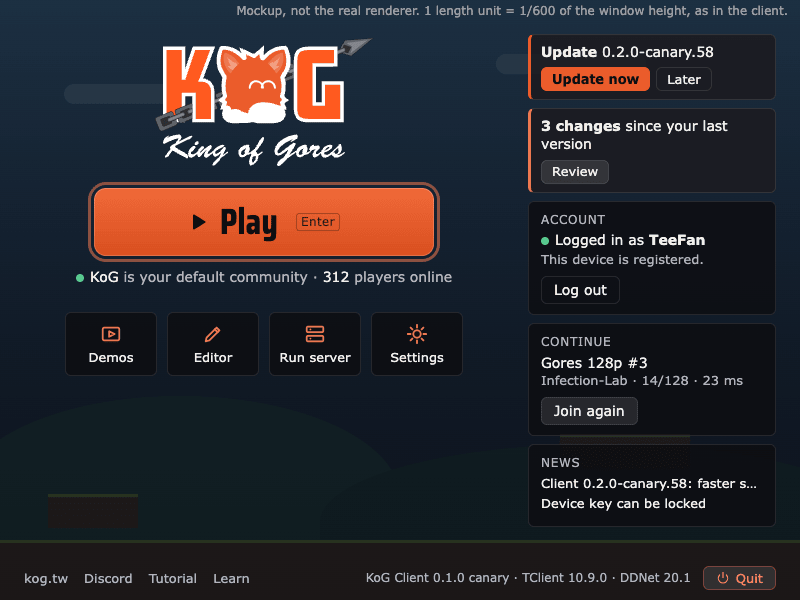 Mockup, not the real renderer. 1 length unit = 1/600 of the window height, as in the client.
KoG
King of Gores
Play Enter
KoG is your default community · 312 players online
Demos
Editor
Run server
Settings
Update 0.2.0-canary.58
Update now
Later
3 changes since your last
version
Review
ACCOUNT
Logged in as TeeFan
This device is registered.
Log out
CONTINUE
Gores 128p #3
Infection-Lab · 14/128 · 23 ms
Join again
NEWS
Client 0.2.0-canary.58: faster s...
Device key can be locked
kog.tw
Discord
Tutorial
Learn
KoG Client 0.1.0 canary · TClient 10.9.0 · DDNet 20.1
Quit